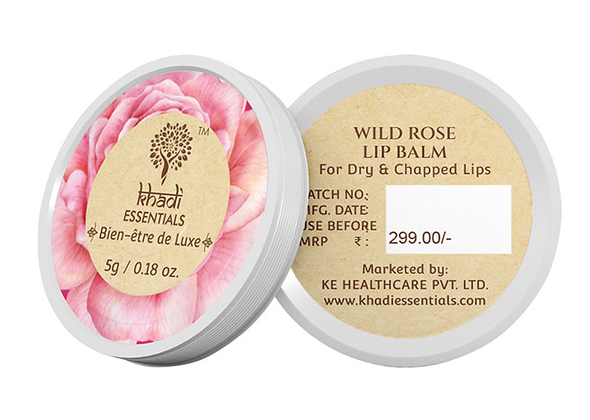 TM
khadi
ESSENTIALS
Bien-être de Luxe
5g / 0.18 oz.
WILD ROSE
LIP BALM
For Dry & Chapped Lips
ATCH NO.:
MFG. DATE:
USE BEFORE :
MRP ₹ : 299.00/-
Marketed by:
KE HEALTHCARE PVT. LTD.
www.khadiessentials.com